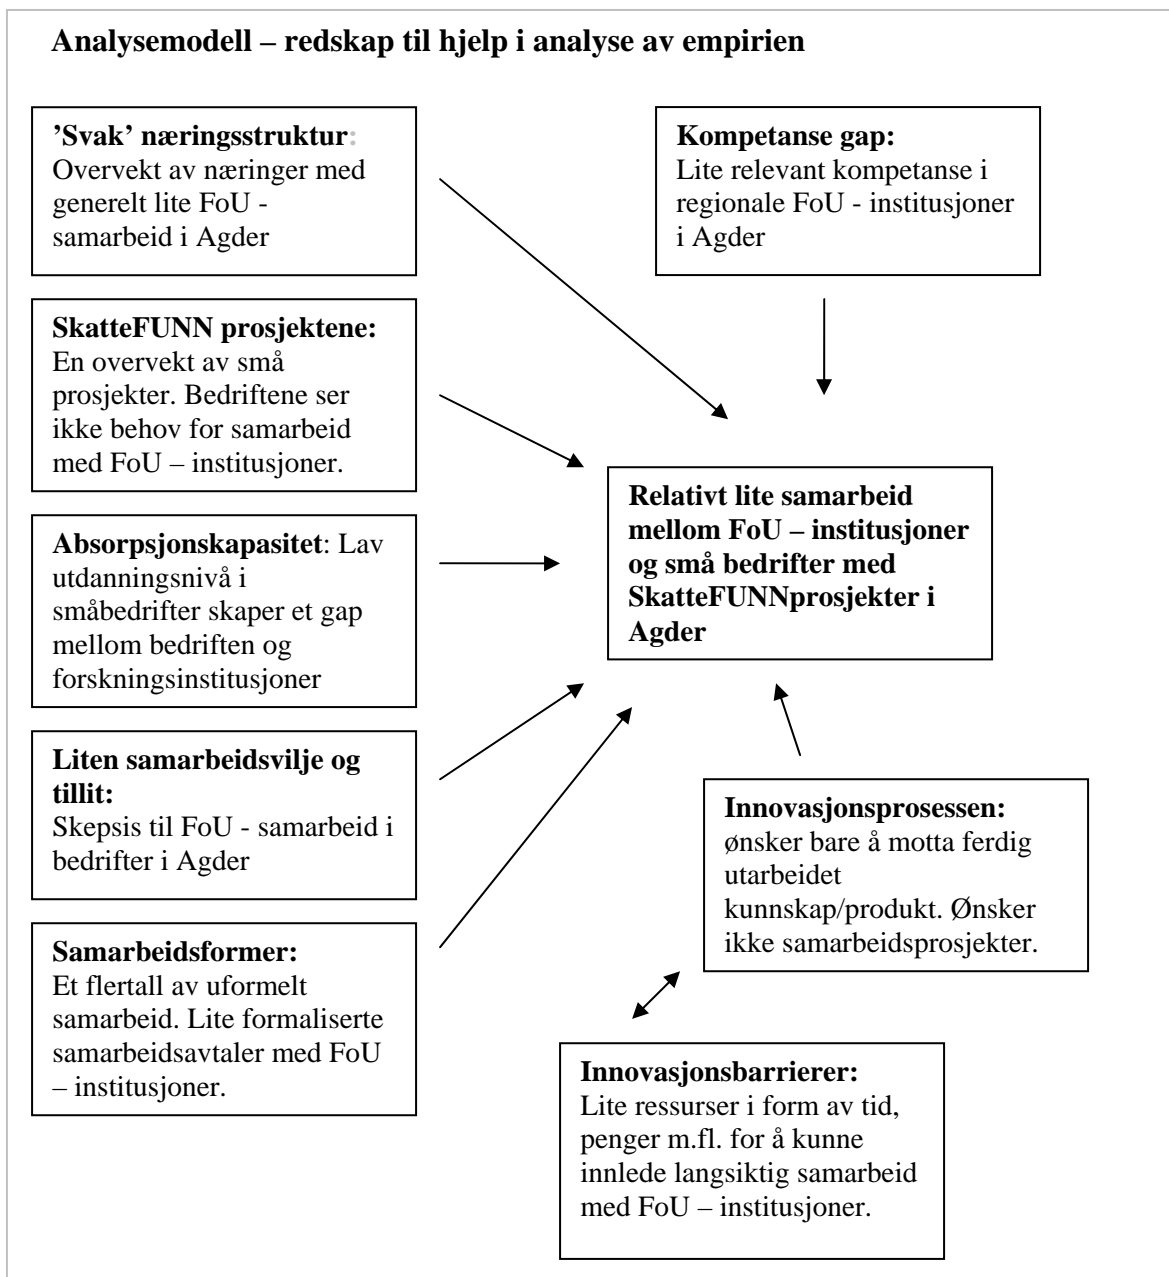 Analysemodell – redskap til hjelp i analyse av empirien
’Svak’ næringsstruktur:
Overvekt av næringer med
generelt lite FoU -
samarbeid i Agder
Kompetanse gap:
Lite relevant kompetanse i
regionale FoU - institusjoner
i Agder
SkatteFUNN prosjektene:
En overvekt av små
prosjekter. Bedriftene ser
ikke behov for samarbeid
med FoU – institusjoner.
Relativt lite samarbeid
mellom FoU – institusjoner
og små bedrifter med
SkatteFUNNprosjekter i
Agder
Absorpsjonskapasitet: Lav
utdanningsnivå i
småbedrifter skaper et gap
mellom bedriften og
forskningsinstitusjoner
Liten samarbeidsvilje og
tillit:
Skepsis til FoU - samarbeid i
bedrifter i Agder
Innovasjonsprosessen:
ønsker bare å motta ferdig
utarbeidet
kunnskap/produkt. Ønsker
ikke samarbeidsprosjekter.
Samarbeidsformer:
Et flertall av uformelt
samarbeid. Lite formaliserte
samarbeidsavtaler med FoU
– institusjoner.
Innovasjonsbarrierer:
Lite ressurser i form av tid,
penger m.fl. for å kunne
innlede langsiktig samarbeid
med FoU – institusjoner.